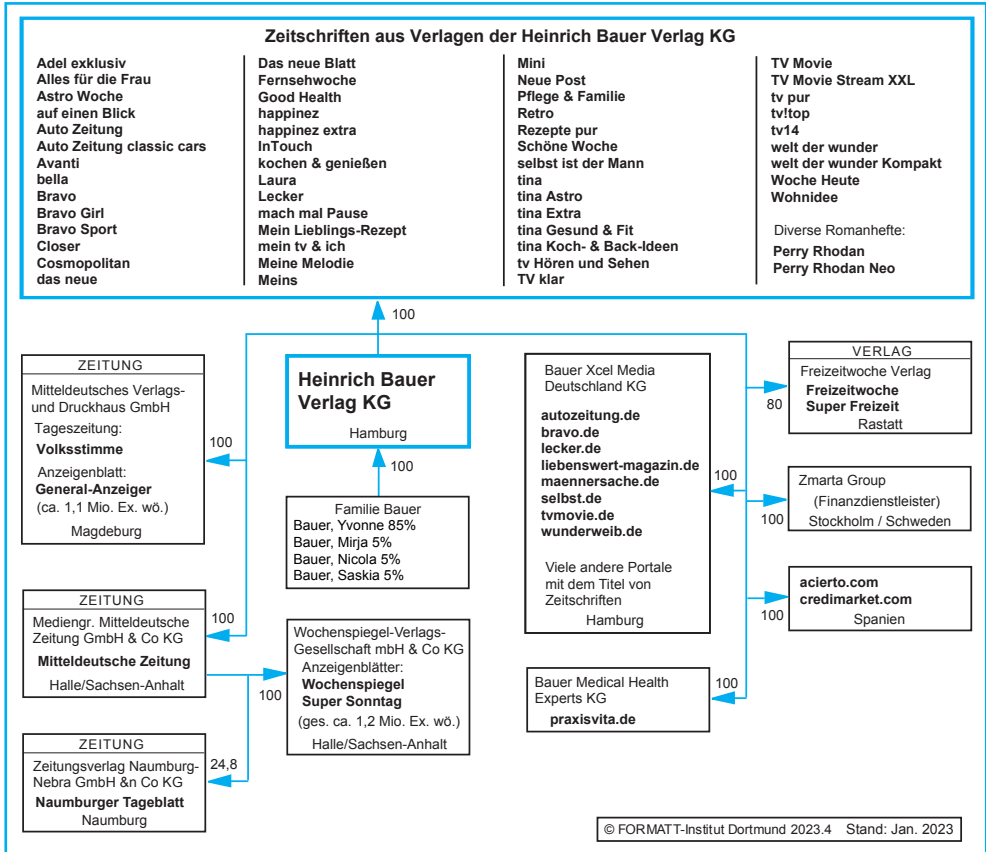 Zeitschriften aus Verlagen der Heinrich Bauer Verlag KG
Adel exklusiv
Alles für die Frau
Astro Woche
auf einen Blick
Auto Zeitung
Auto Zeitung classic cars
Avanti
bella
Bravo
Bravo Girl
Bravo Sport
Closer
Cosmopolitan
das neue
Das neue Blatt
Fernsehwoche
Good Health
happinez
happinez extra
InTouch
kochen & genießen
Laura
Lecker
mach mal Pause
Mein Lieblings-Rezept
mein tv & ich
Meine Melodie
Meins
Mini
Neue Post
Pflege & Familie
Retro
Rezepte pur
Schöne Woche
selbst ist der Mann
tina
tina Astro
tina Extra
tina Gesund & Fit
tina Koch- & Back-Ideen
tv Hören und Sehen
TV klar
TV Movie
TV Movie Stream XXL
tv pur
tv!top
tv14
welt der wunder
welt der wunder Kompakt
Woche Heute
Wohnidee
Diverse Romanhefte:
Perry Rhodan
Perry Rhodan Neo
100
ZEITUNG
Mitteldeutsches Verlags-
und Druckhaus GmbH
Tageszeitung:
Volksstimme
Anzeigenblatt:
General-Anzeiger
(ca. 1,1 Mio. Ex. wö.)
Magdeburg
100
Heinrich Bauer
Verlag KG
Hamburg
100
Familie Bauer
Bauer, Yvonne 85%
Bauer, Mirja 5%
Bauer, Nicola 5%
Bauer, Saskia 5%
Bauer Xcel Media
Deutschland KG
autozeitung.de
bravo.de
lecker.de
liebenswert-magazin.de
maennersache.de
selbst.de
tvmovie.de
wunderweib.de
Viele andere Portale
mit dem Titel von
Zeitschriften
Hamburg
100
VERLAG
Freizeitwoche Verlag
Freizeitwoche
Super Freizeit
Rastatt
80
Zmarta Group
(Finanzdienstleister)
Stockholm / Schweden
100
acierto.com
credimarket.com
Spanien
100
ZEITUNG
Mediengr. Mitteldeutsche
Zeitung GmbH & Co KG
Mitteldeutsche Zeitung
Halle/Sachsen-Anhalt
100
Wochenspiegel-Verlags-
Gesellschaft mbH & Co KG
Anzeigenblätter:
Wochenspiegel
Super Sonntag
(ges. ca. 1,2 Mio. Ex. wö.)
Halle/Sachsen-Anhalt
100
Bauer Medical Health
Experts KG
praxisvita.de
100
ZEITUNG
Zeitungsverlag Naumburg-
Nebra GmbH &n Co KG
Naumburger Tageblatt
Naumburg
24,8
© FORMATT-Institut Dortmund 2023.4 Stand: Jan. 2023